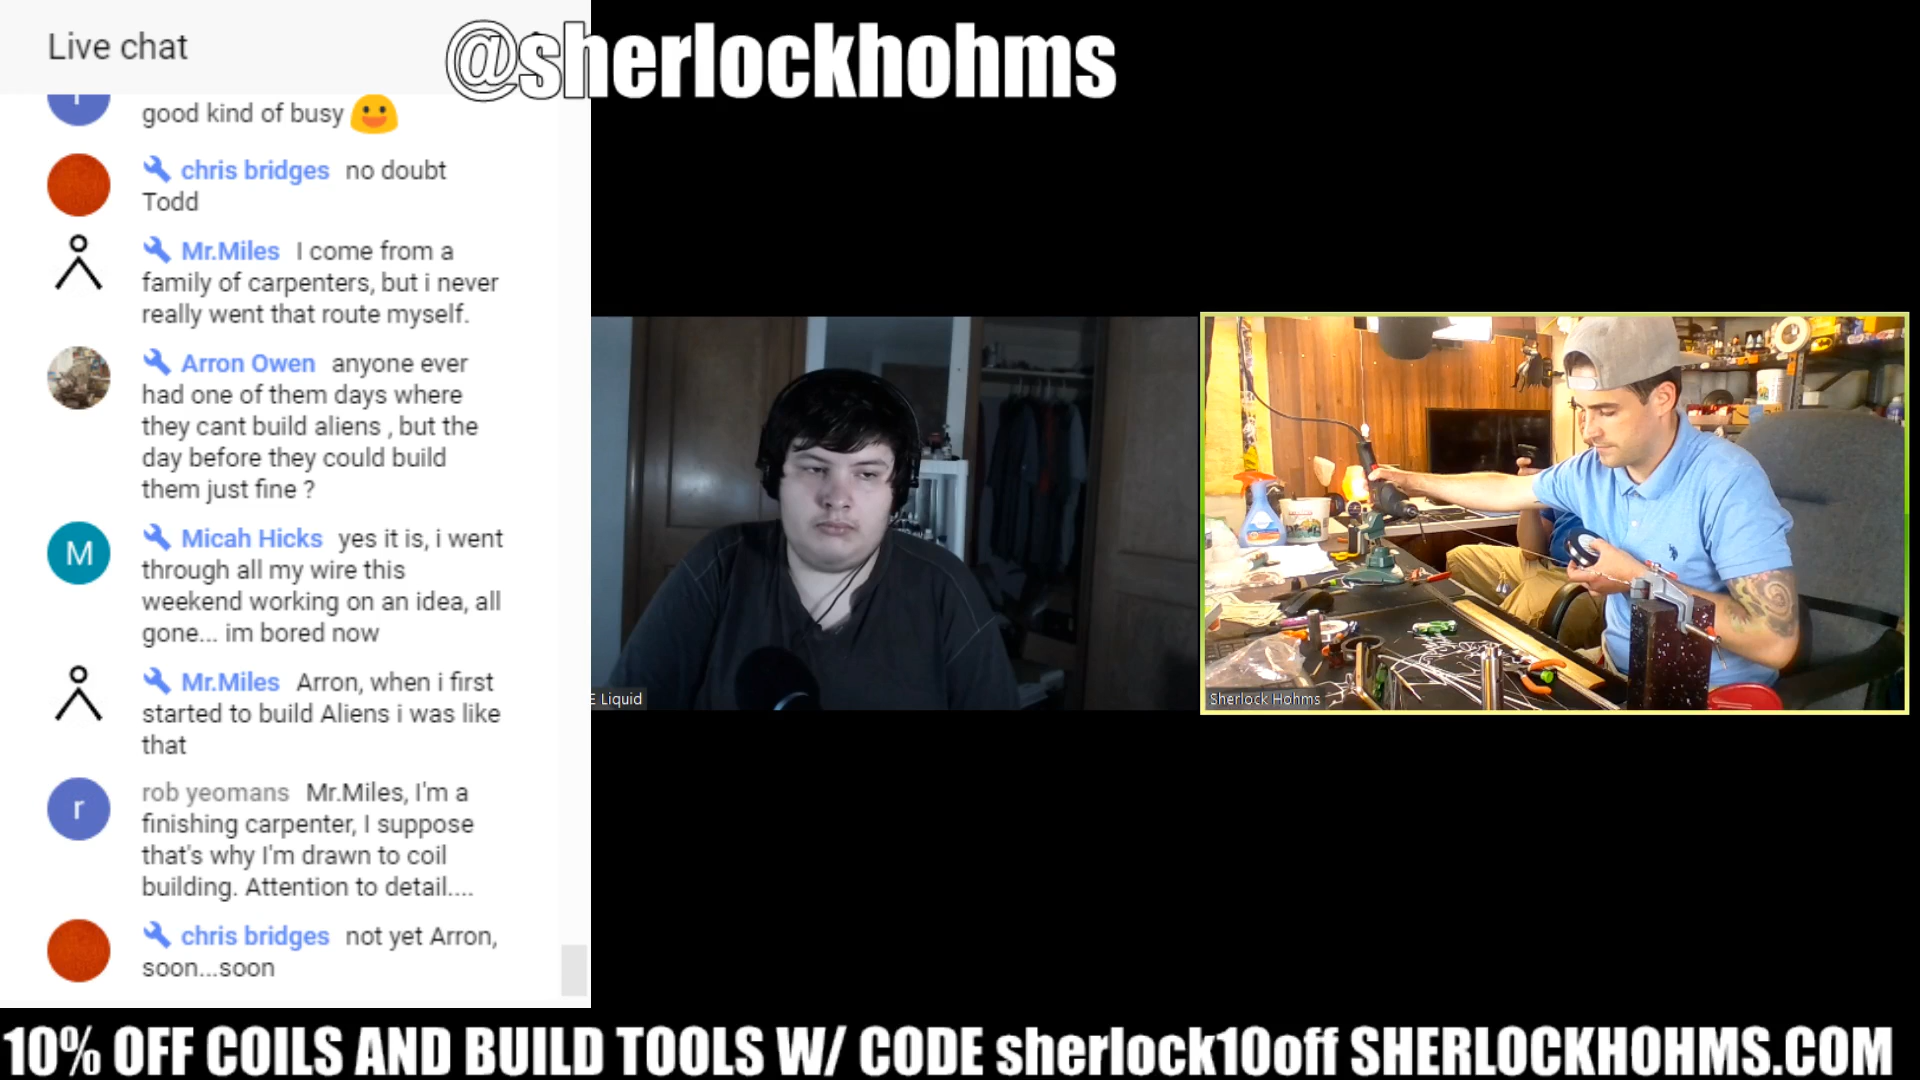 Live chat
@sherlockhohms
good kind of busy
chris bridges no doubt
Todd
Mr.Miles I come from a
family of carpenters, but i never
really went that route myself.
Arron Owen anyone ever
had one of them days where
they cant build aliens , but the
day before they could build
them just fine ?
M
Micah Hicks yes it is, i went
through all my wire this
weekend working on an idea, all
gone... im bored now
Mr.Miles Arron, when i first
started to build Aliens i was like
that
r
rob yeomans Mr.Miles, I'm a
finishing carpenter, I suppose
that's why I'm drawn to coil
building. Attention to detail....
chris bridges not yet Arron,
soon...soon
E Liquid
Sherlock Hohms
10% OFF COILS AND BUILD TOOLS W/ CODE sherlock10off SHERLOCKHOHMS.COM